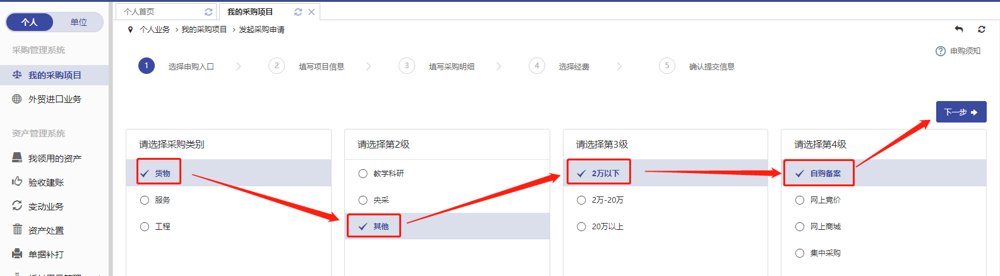 个人首页
我的采购项目
个人
单位
个人业务
我的采购项目
发起采购申请
采购管理系统
申购须知
1 选择申购入口
2 填写项目信息
3 填写采购明细
4 选择经费
5 确认提交信息
我的采购项目
外贸进口业务
下一步
资产管理系统
我领用的资产
验收建账
变动业务
资产处置
单据补打
请选择采购类别
货物
服务
工程
请选择第2级
教学科研
央采
其他
请选择第3级
2万以下
2万-20万
20万以上
请选择第4级
自购备案
网上竞价
网上商城
集中采购